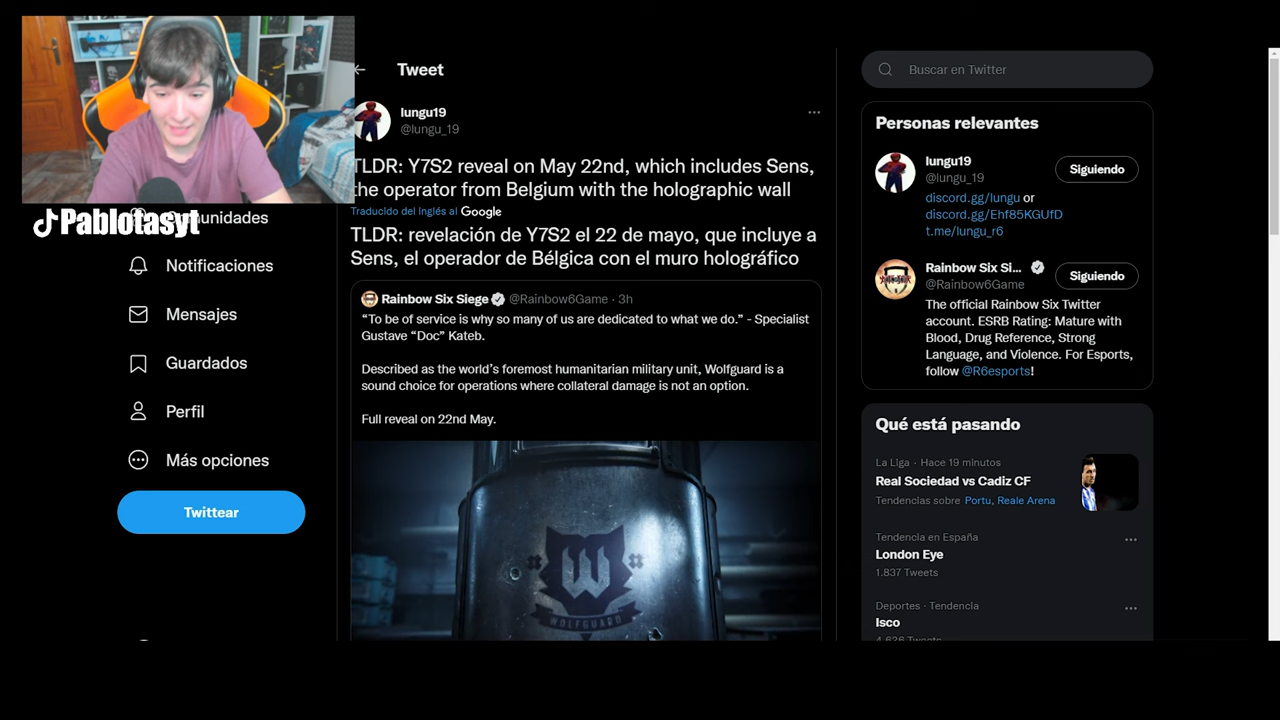 Tweet
lungu19
@lungu_19
TLDR: Y7S2 reveal on May 22nd, which includes Sens,
the operator from Belgium with the holographic wall
Traducido del inglés al Google
TLDR: revelación de Y7S2 el 22 de mayo, que incluye a
Sens, el operador de Bélgica con el muro holográfico
Rainbow Six Siege @Rainbow6Game · 3h
“To be of service is why so many of us are dedicated to what we do.” - Specialist
Gustave “Doc” Kateb.
Described as the world’s foremost humanitarian military unit, Wolfguard is a
sound choice for operations where collateral damage is not an option.
Full reveal on 22nd May.
W
WOLFGUARD
Pablotasyt
Notificaciones
Mensajes
Guardados
Perfil
Más opciones
Twittear
Buscar en Twitter
Personas relevantes
lungu19
Siguiendo
@lungu_19
discord.gg/lungu or
discord.gg/Ehf85KGUfD
t.me/lungu_r6
Rainbow Six Si...
Siguiendo
@Rainbow6Game
The official Rainbow Six Twitter
account. ESRB Rating: Mature with
Blood, Drug Reference, Strong
Language, and Violence. For Esports,
follow @R6esports!
Qué está pasando
La Liga · Hace 19 minutos
Real Sociedad vs Cadiz CF
Tendencias sobre Portu, Reale Arena
Tendencia en España
London Eye
1.837 Tweets
Deportes · Tendencia
Isco
4.626 Tweets